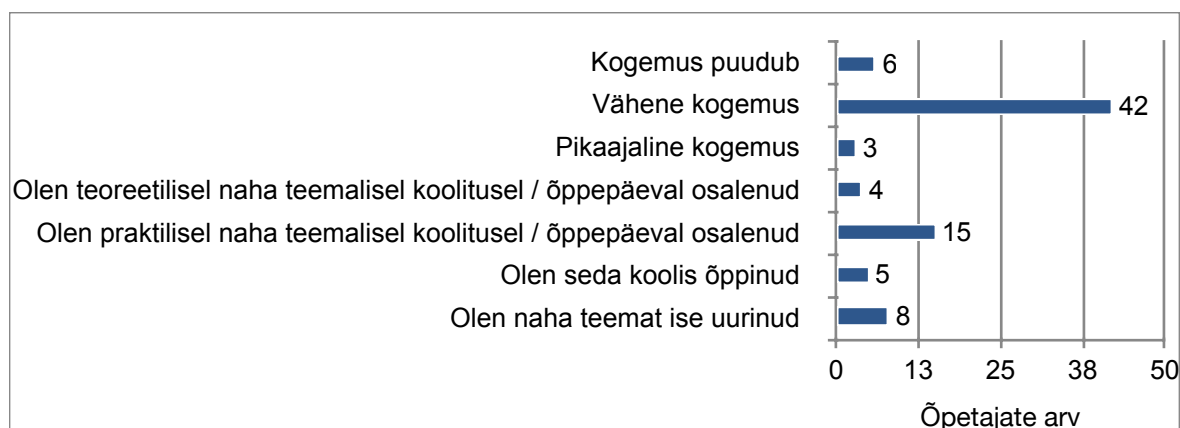 Kogemus puudub 6
Vähene kogemus 42
Pikaajaline kogemus 3
Olen teoreetilisel naha teemalisel koolitusel / õppepäeval osalenud 4
Olen praktilisel naha teemalisel koolitusel / õppepäeval osalenud 15
Olen seda koolis õppinud 5
Olen naha teemat ise uurinud 8
0 13 25 38 50
Õpetajate arv